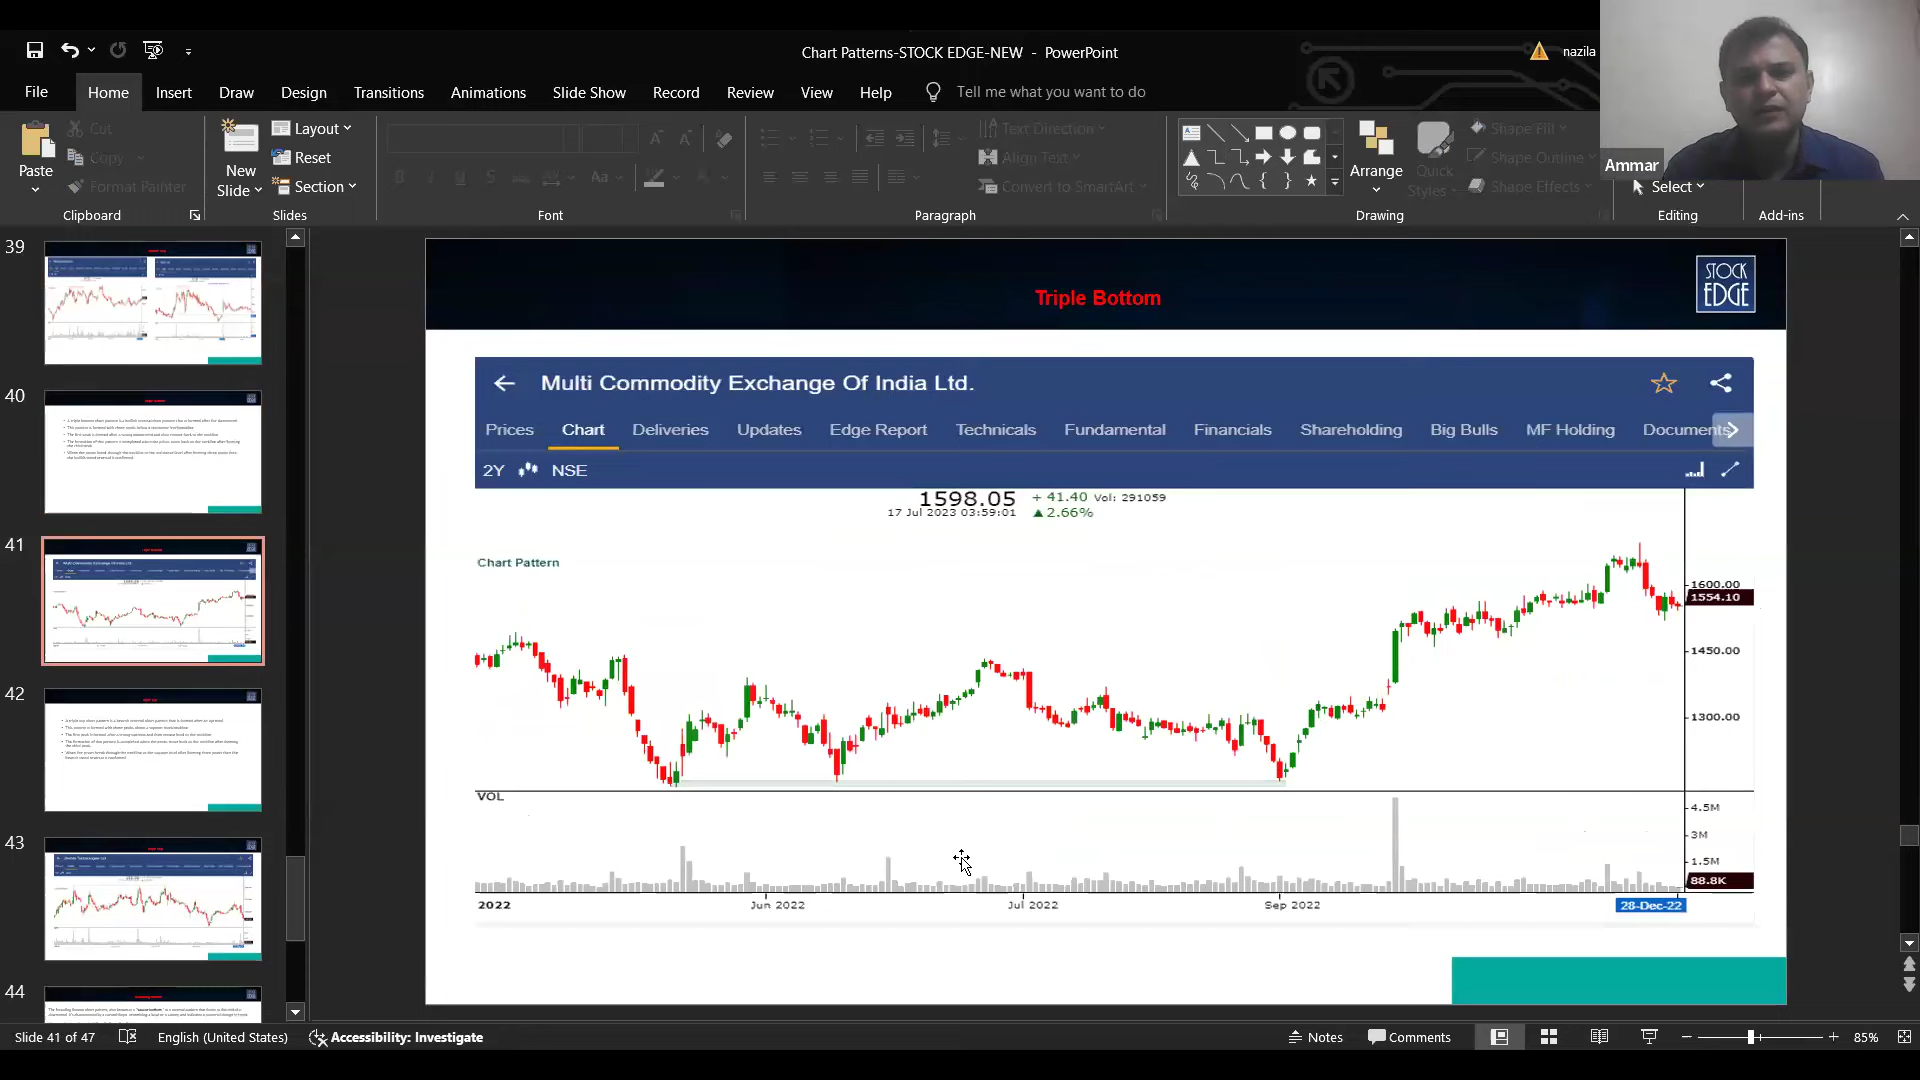 Chart Patterns-STOCK EDGE-NEW - PowerPoint
nazila
File Home Insert Draw Design Transitions Animations Slide Show Record Review View Help Tell me what you want to do
Paste
Cut
Copy
Format Painter
Clipboard
New Slide
Layout
Reset
Section
Slides
Font
Text Direction
Align Text
Convert to SmartArt
Paragraph
Arrange
Quick Styles
Shape Fill
Shape Outline
Shape Effects
Drawing
Ammar
Select
Editing
Add-ins
39
40
41
42
43
44
Triple Bottom
STOCK EDGE
Multi Commodity Exchange Of India Ltd.
Prices Chart Deliveries Updates Edge Report Technicals Fundamental Financials Shareholding Big Bulls MF Holding Documents
2Y NSE
1598.05 + 41.40 Vol: 291059
17 Jul 2023 03:59:01 ▲2.66%
Chart Pattern
1600.00
1554.10
1450.00
1300.00
VOL
4.5M
3M
1.5M
88.8K
2022 Jun 2022 Jul 2022 Sep 2022 28-Dec-22
Slide 41 of 47 English (United States) Accessibility: Investigate Notes Comments 85%